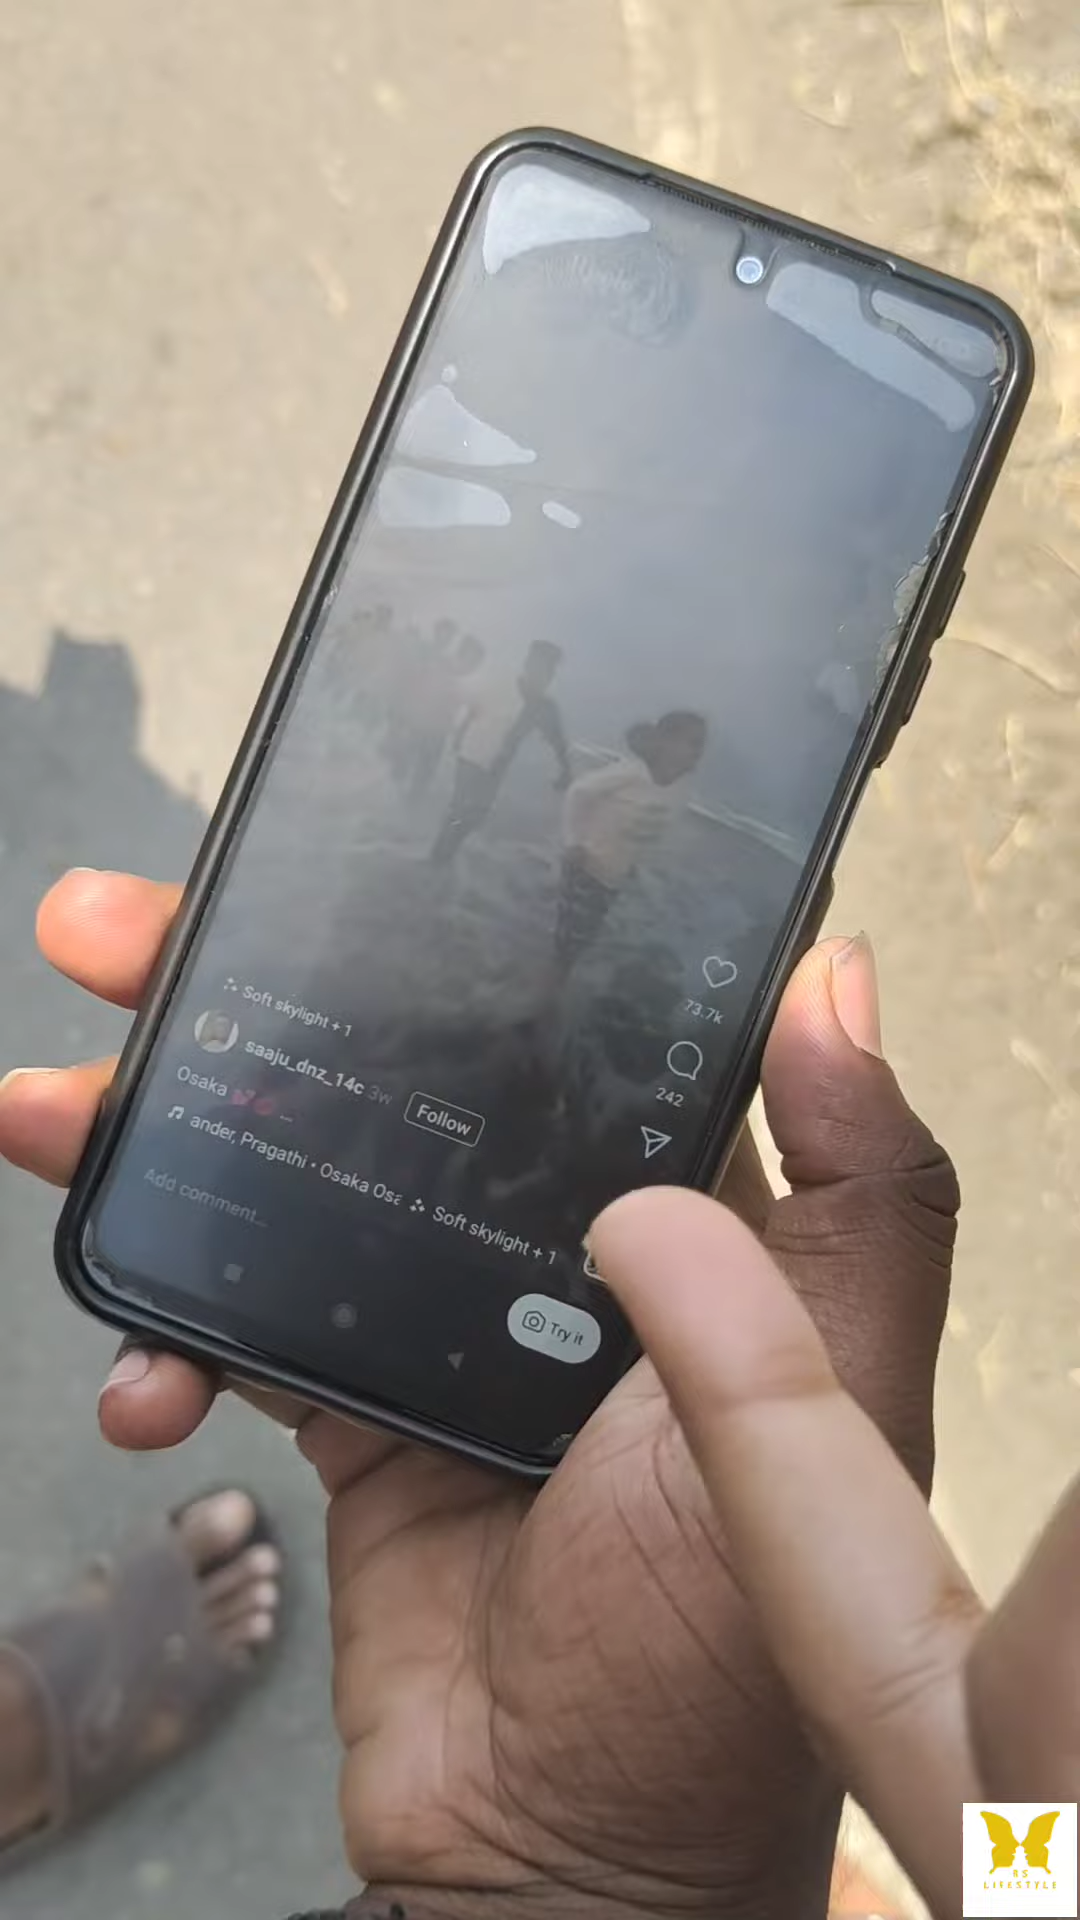 Soft skylight + 1
saaju_dnz_14c 3w
Follow
Osaka ...
ander, Pragathi • Osaka Osa
Soft skylight + 1
Add comment...
73.7k
242
Try it
RS
LIFESTYLE